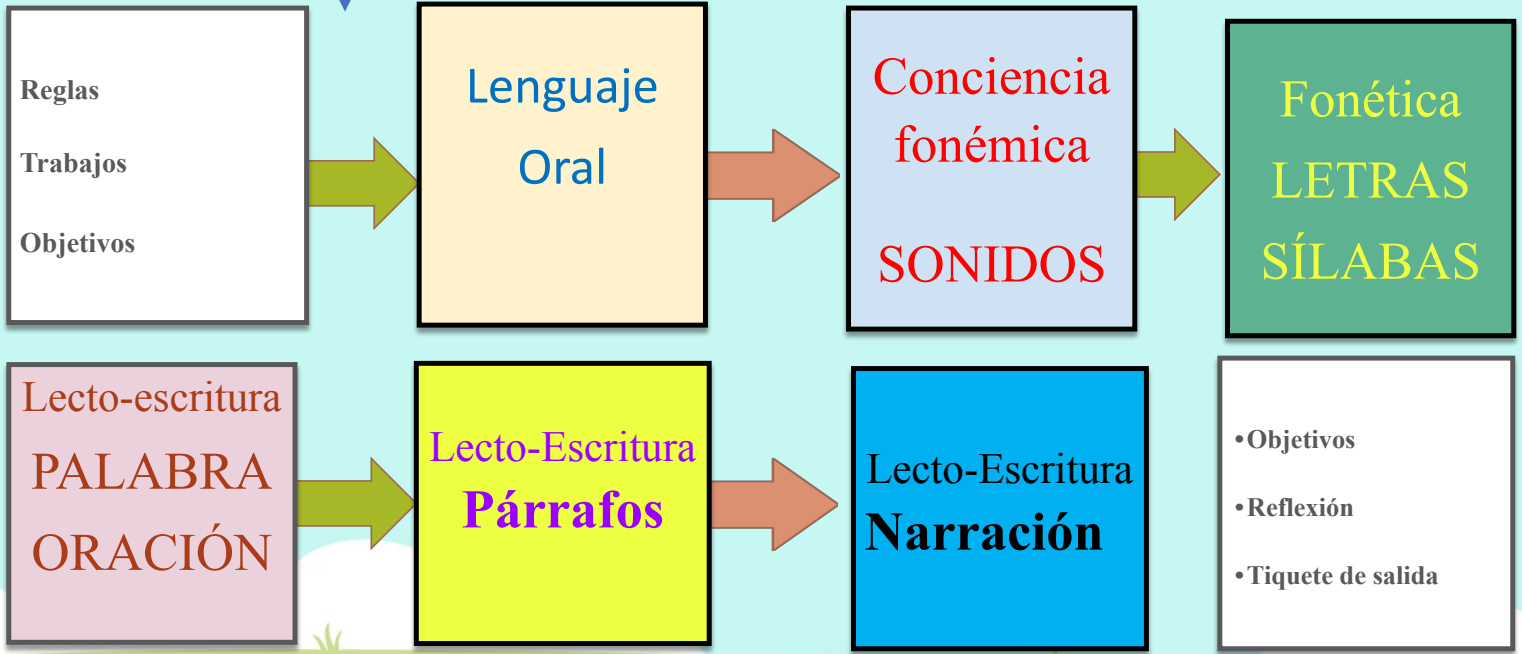 Reglas
Trabajos
Objetivos
Lenguaje
Oral
Conciencia
fonémica
SONIDOS
Fonética
LETRAS
SÍLABAS
Lecto-escritura
PALABRA
ORACIÓN
Lecto-Escritura
Párrafos
Lecto-Escritura
Narración
•Objetivos
•Reflexión
•Tiquete de salida